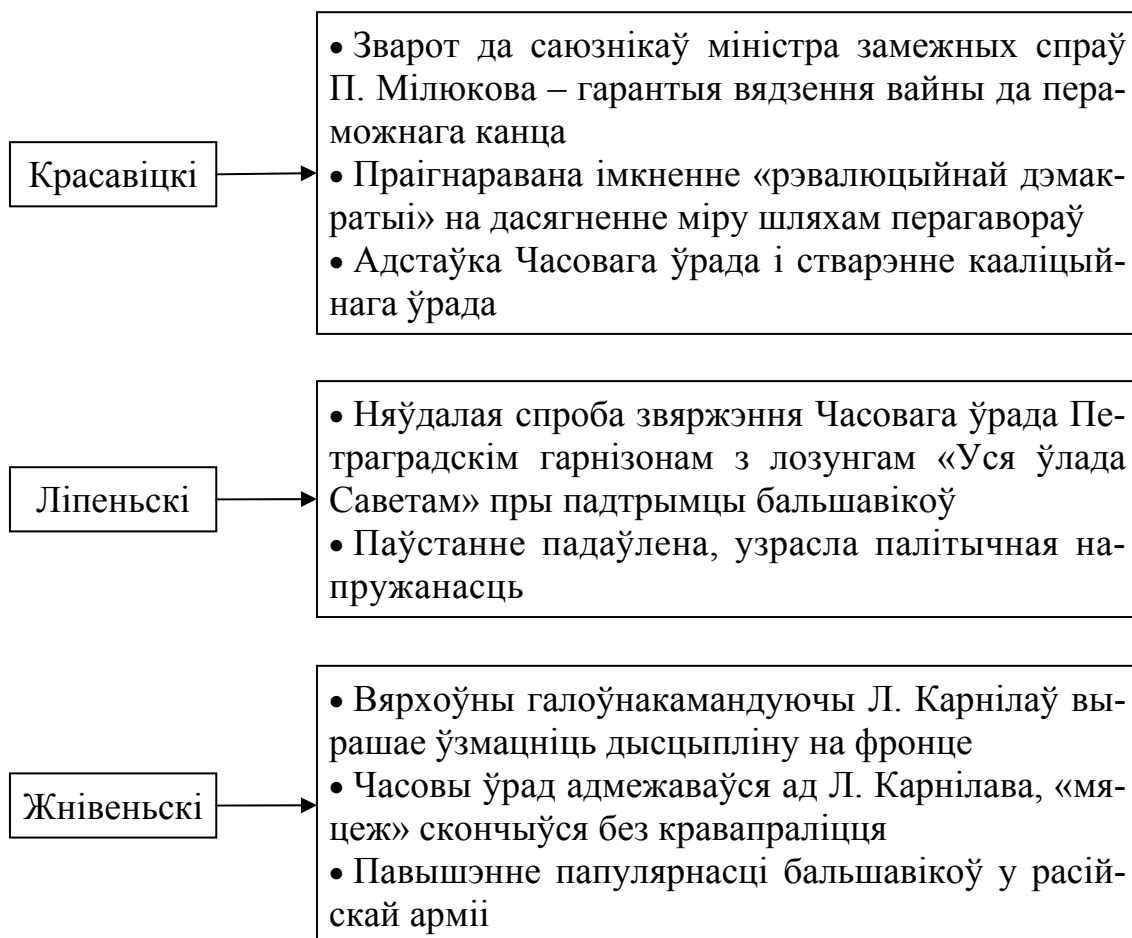 Красавіцкі
• Зварот да саюзнікаў міністра замежных спраў
П. Мілюкова – гарантыя вядзення вайны да пера-
можнага канца
• Праігнаравана імкненне «рэвалюцыйнай дэмак-
ратыі» на дасягненне міру шляхам перагавораў
• Адстаўка Часовага ўрада і стварэнне кааліцый-
нага ўрада
Ліпеньскі
• Няўдалая спроба звяржэння Часовага ўрада Пе-
траградскім гарнізонам з лозунгам «Уся ўлада
Саветам» пры падтрымцы бальшавікоў
• Паўстанне падаўлена, узрасла палітычная на-
пружанасць
Жнівеньскі
• Вярхоўны галоўнакамандуючы Л. Карнілаў вы-
рашае ўзмацніць дысцыпліну на фронце
• Часовы ўрад адмежаваўся ад Л. Карнілава, «мя-
цеж» скончыўся без кравапраліцця
• Павышэнне папулярнасці бальшавікоў у расій-
скай арміі